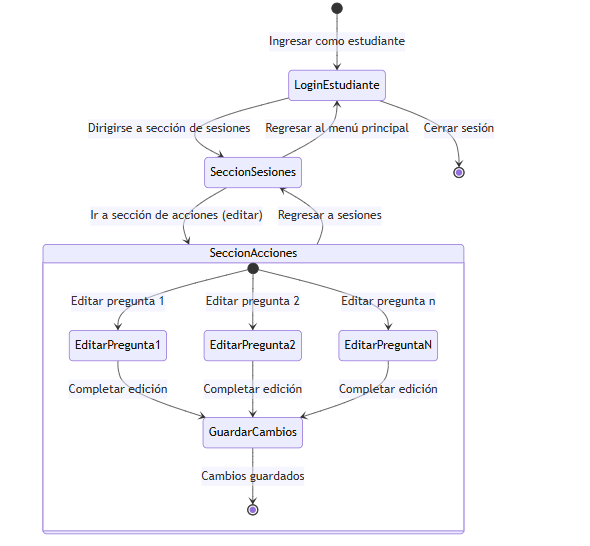 Ingresar como estudiante
LoginEstudiante
Dirigirse a sección de sesiones
Regresar al menú principal
Cerrar sesión
SeccionSesiones
Ir a sección de acciones (editar)
Regresar a sesiones
SeccionAcciones
Editar pregunta 1
Editar pregunta 2
Editar pregunta n
EditarPregunta1
EditarPregunta2
EditarPreguntaN
Completar edición
Completar edición
Completar edición
GuardarCambios
Cambios guardados